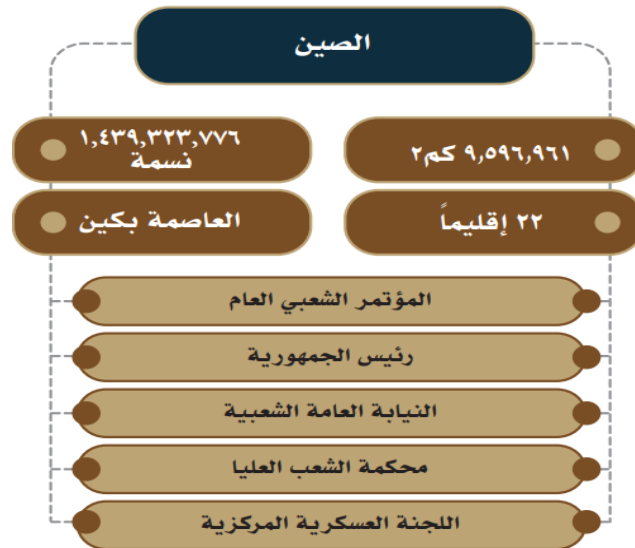 الصين
٩,٥٩٦,٩٦١ كم٢
١,٤٣٩,٣٢٣,٧٧٦
نسمة
٢٢ إقليماً
العاصمة بكين
المؤتمر الشعبي العام
رئيس الجمهورية
النيابة العامة الشعبية
محكمة الشعب العليا
اللجنة العسكرية المركزية